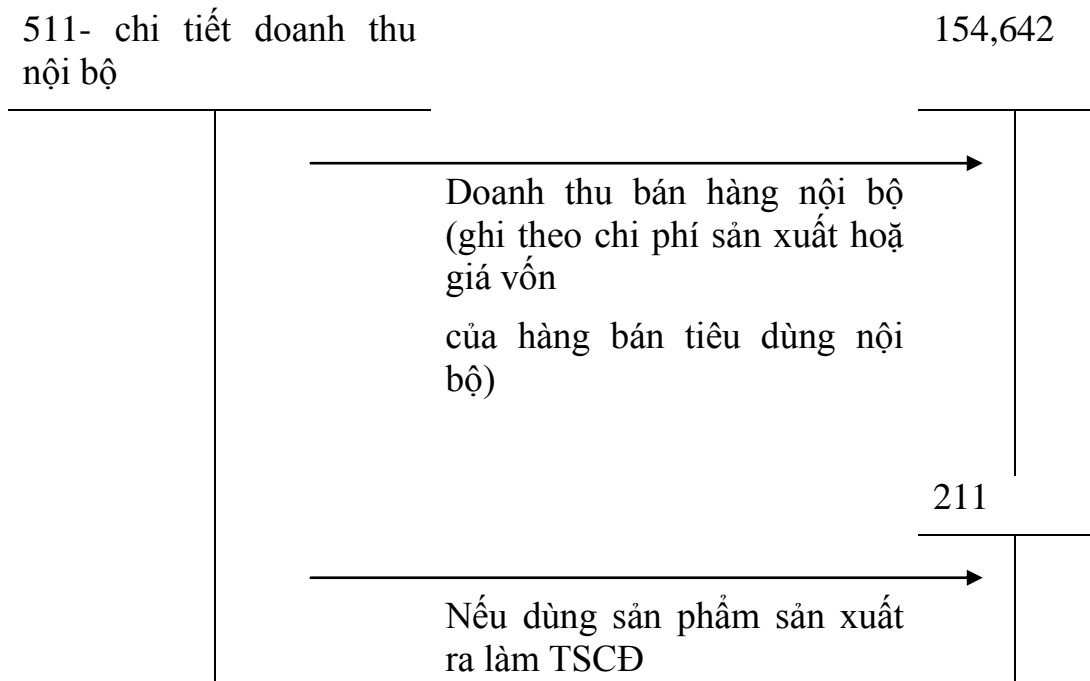 511- chi tiết doanh thu
nội bộ
154,642
Doanh thu bán hàng nội bộ
(ghi theo chi phí sản xuất hoặ
giá vốn
của hàng bán tiêu dùng nội
bộ)
211
Nếu dùng sản phẩm sản xuất
ra làm TSCĐ